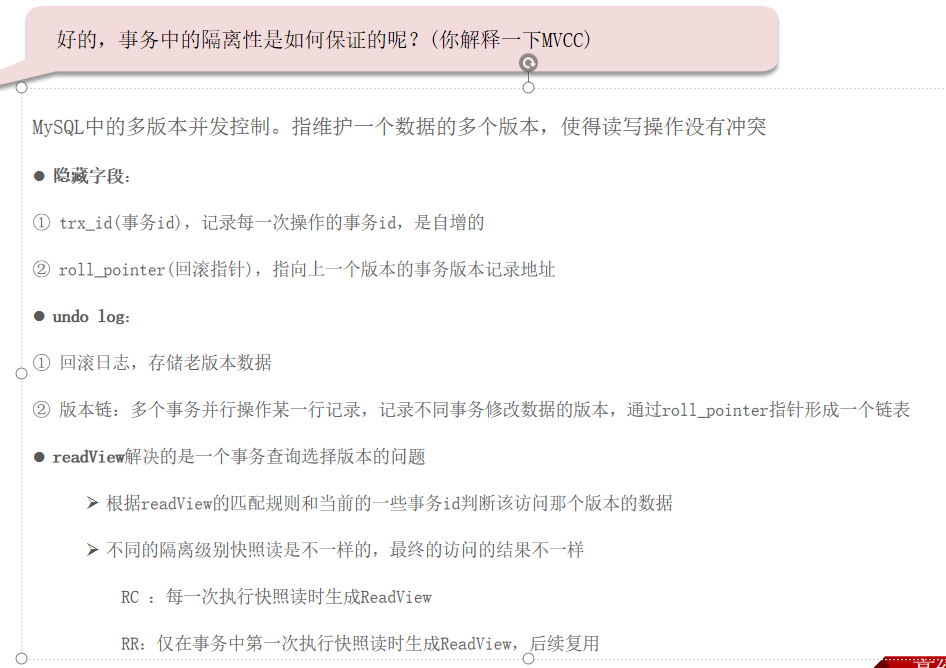 好的，事务中的隔离性是如何保证的呢？(你解释一下MVCC)
MySQL中的多版本并发控制。指维护一个数据的多个版本，使得读写操作没有冲突
● 隐藏字段：
① trx_id(事务id)，记录每一次操作的事务id，是自增的
② roll_pointer(回滚指针)，指向上一个版本的事务版本记录地址
● undo log：
① 回滚日志，存储老版本数据
② 版本链：多个事务并行操作某一行记录，记录不同事务修改数据的版本，通过roll_pointer指针形成一个链表
● readView解决的是一个事务查询选择版本的问题
➢ 根据readView的匹配规则和当前的一些事务id判断该访问那个版本的数据
➢ 不同的隔离级别快照读是不一样的，最终的访问的结果不一样
RC ：每一次执行快照读时生成ReadView
RR：仅在事务中第一次执行快照读时生成ReadView，后续复用